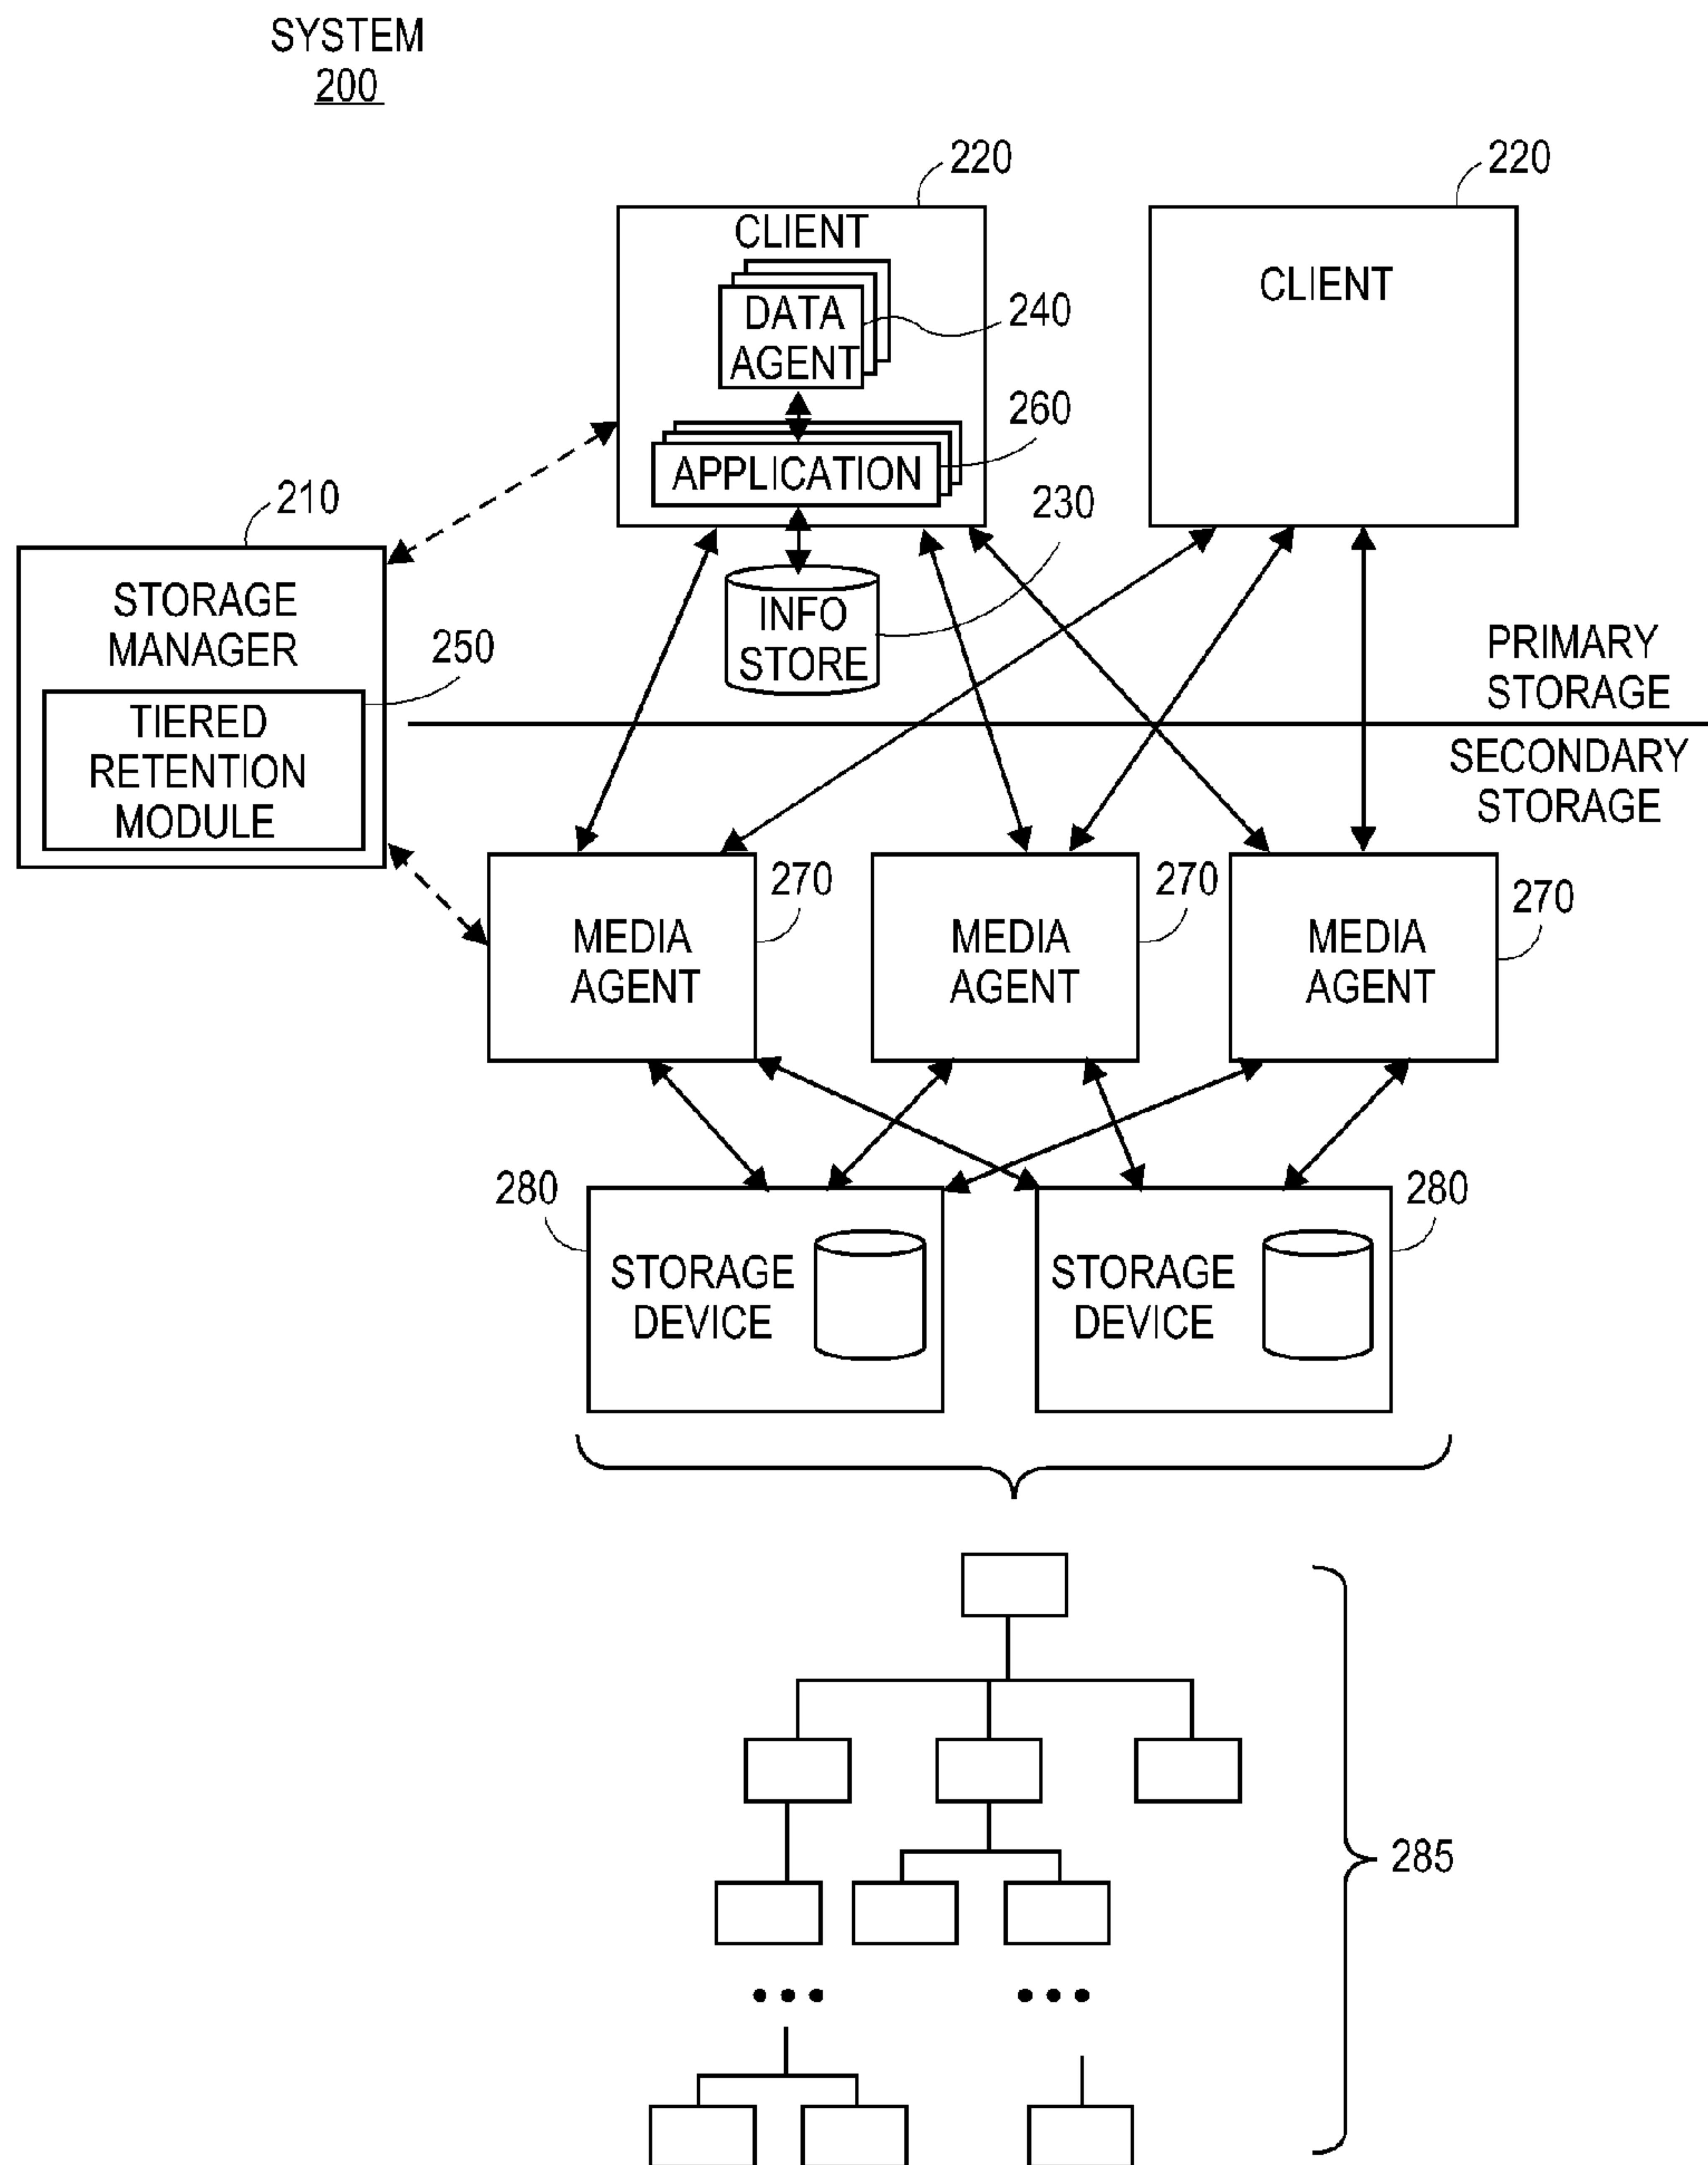 SYSTEM
200
220
220
CLIENT
CLIENT
DATA
AGENT
240
260
APPLICATION
230
210
STORAGE
MANAGER
INFO
STORE
250
PRIMARY
STORAGE
TIERED
RETENTION
MODULE
SECONDARY
STORAGE
270
270
270
MEDIA
AGENT
MEDIA
AGENT
MEDIA
AGENT
280
280
STORAGE
DEVICE
STORAGE
DEVICE
285